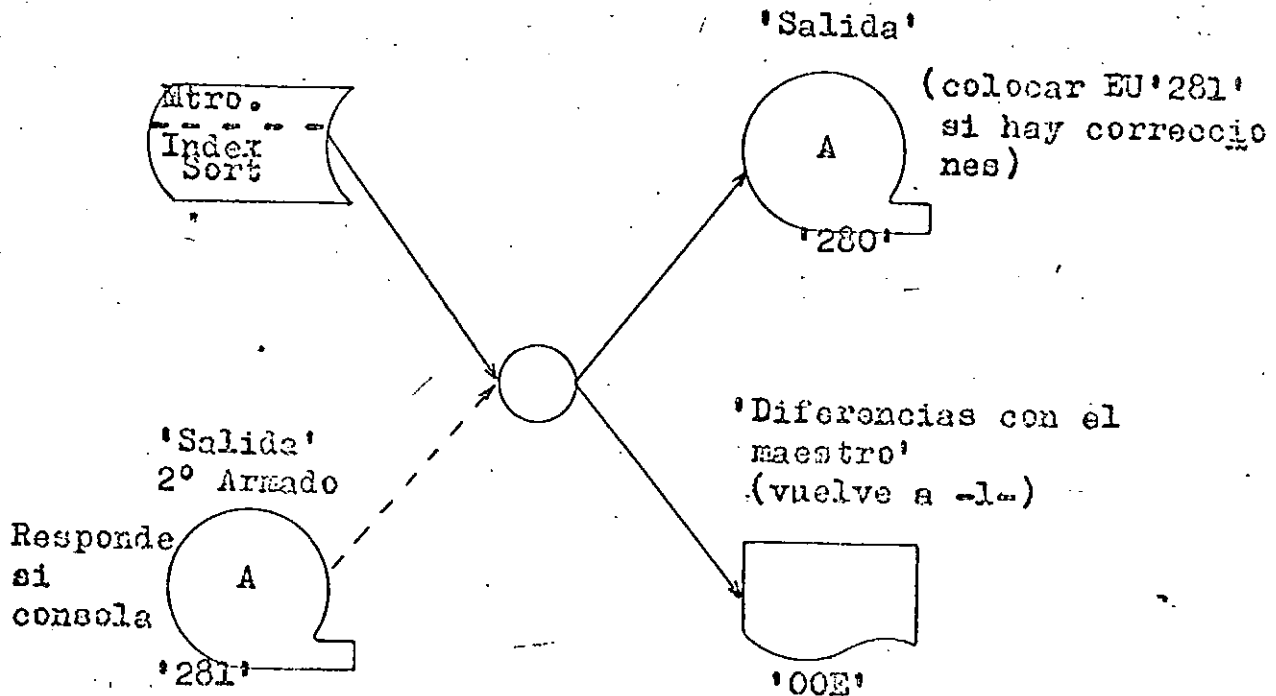 'Salida'
Mtro.
Index
Sort
(colocar EU'281'
si hay correccio
nes)
A
'280'
'Salida'
2º Armado
Responde
si
consola
A
'281'
'Diferencias con el
maestro'
(vuelve a -1-)
'00E'